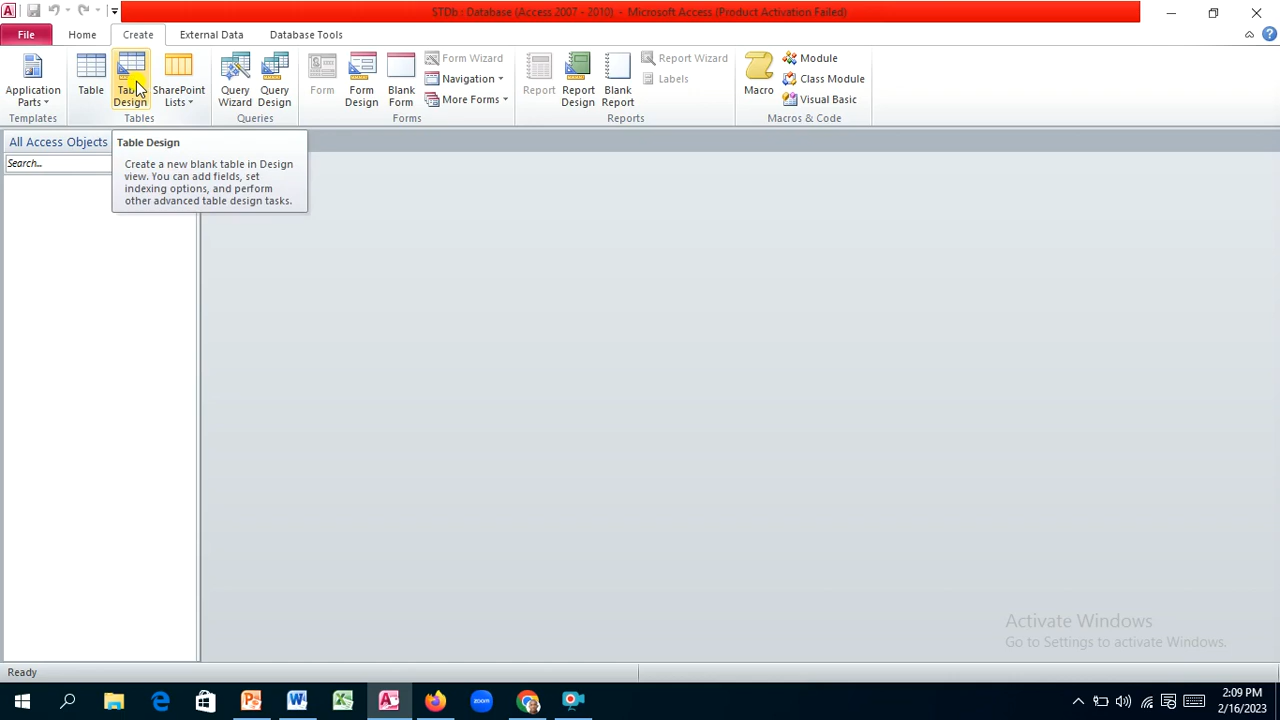 STDb : Database (Access 2007 - 2010) - Microsoft Access (Product Activation Failed)
File Home Create External Data Database Tools
Application Parts
Table
Design
SharePoint Lists
Query Wizard
Query Design
Form
Form Design
Blank Form
Form Wizard
Navigation
More Forms
Report
Report Design
Blank Report
Report Wizard
Labels
Macro
Module
Class Module
Visual Basic
Templates Tables Queries Forms Reports Macros & Code
All Access Objects
Search...
Table Design
Create a new blank table in Design
view. You can add fields, set
indexing options, and perform
other advanced table design tasks.
Activate Windows
Go to Settings to activate Windows.
Ready
2:09 PM
2/16/2023